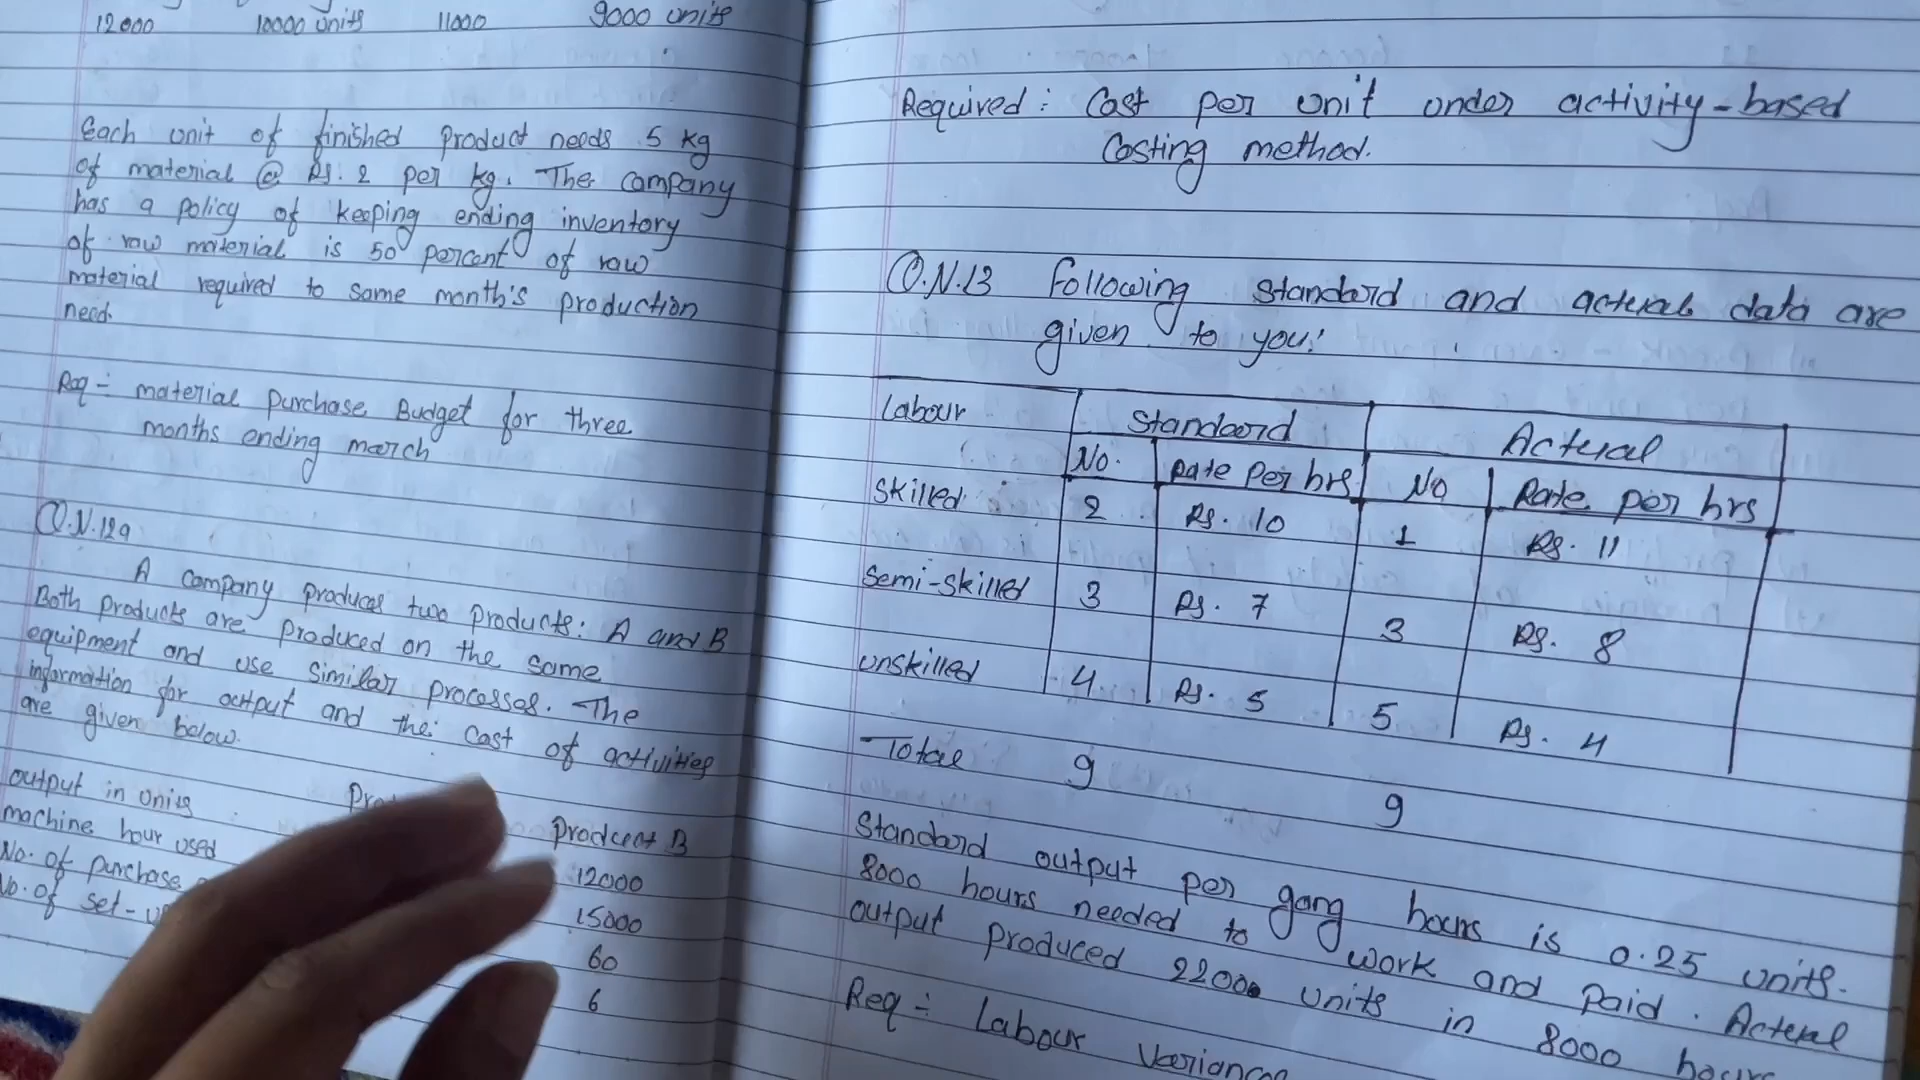 12000 10000 units 11000 9000 units
Each unit of finished product needs 5 kg
of material @ Rs. 2 per kg. The company
has a policy of keeping ending inventory
of raw material is 50 percent of raw
material required to same month's production
need.
Req ÷ material purchase Budget for three
months ending march
Q.N.12a
A company produces two products: A and B
Both products are produced on the same
equipment and use similar processes. The
information for output and the cost of activities
are given below.
output in units Product B
machine hour used 12000
No. of purchase 15000
No. of set-up 60
6
Required: Cost per unit under activity-based
Costing method.
Q.N.13 Following standard and actual data are
given to you:
Labour Standard Actual
No. Rate per hrs No Rate per hrs
Skilled 2 Rs. 10 1 Rs. 11
Semi-skilled 3 Rs. 7 3 Rs. 8
unskilled 4 Rs. 5 5 Rs. 4
Total 9 9
Standard output per gang hours is 0.25 units.
8000 hours needed to work and paid. Actual
output produced 22000 units in 8000 hours
Req ÷ Labour Variances